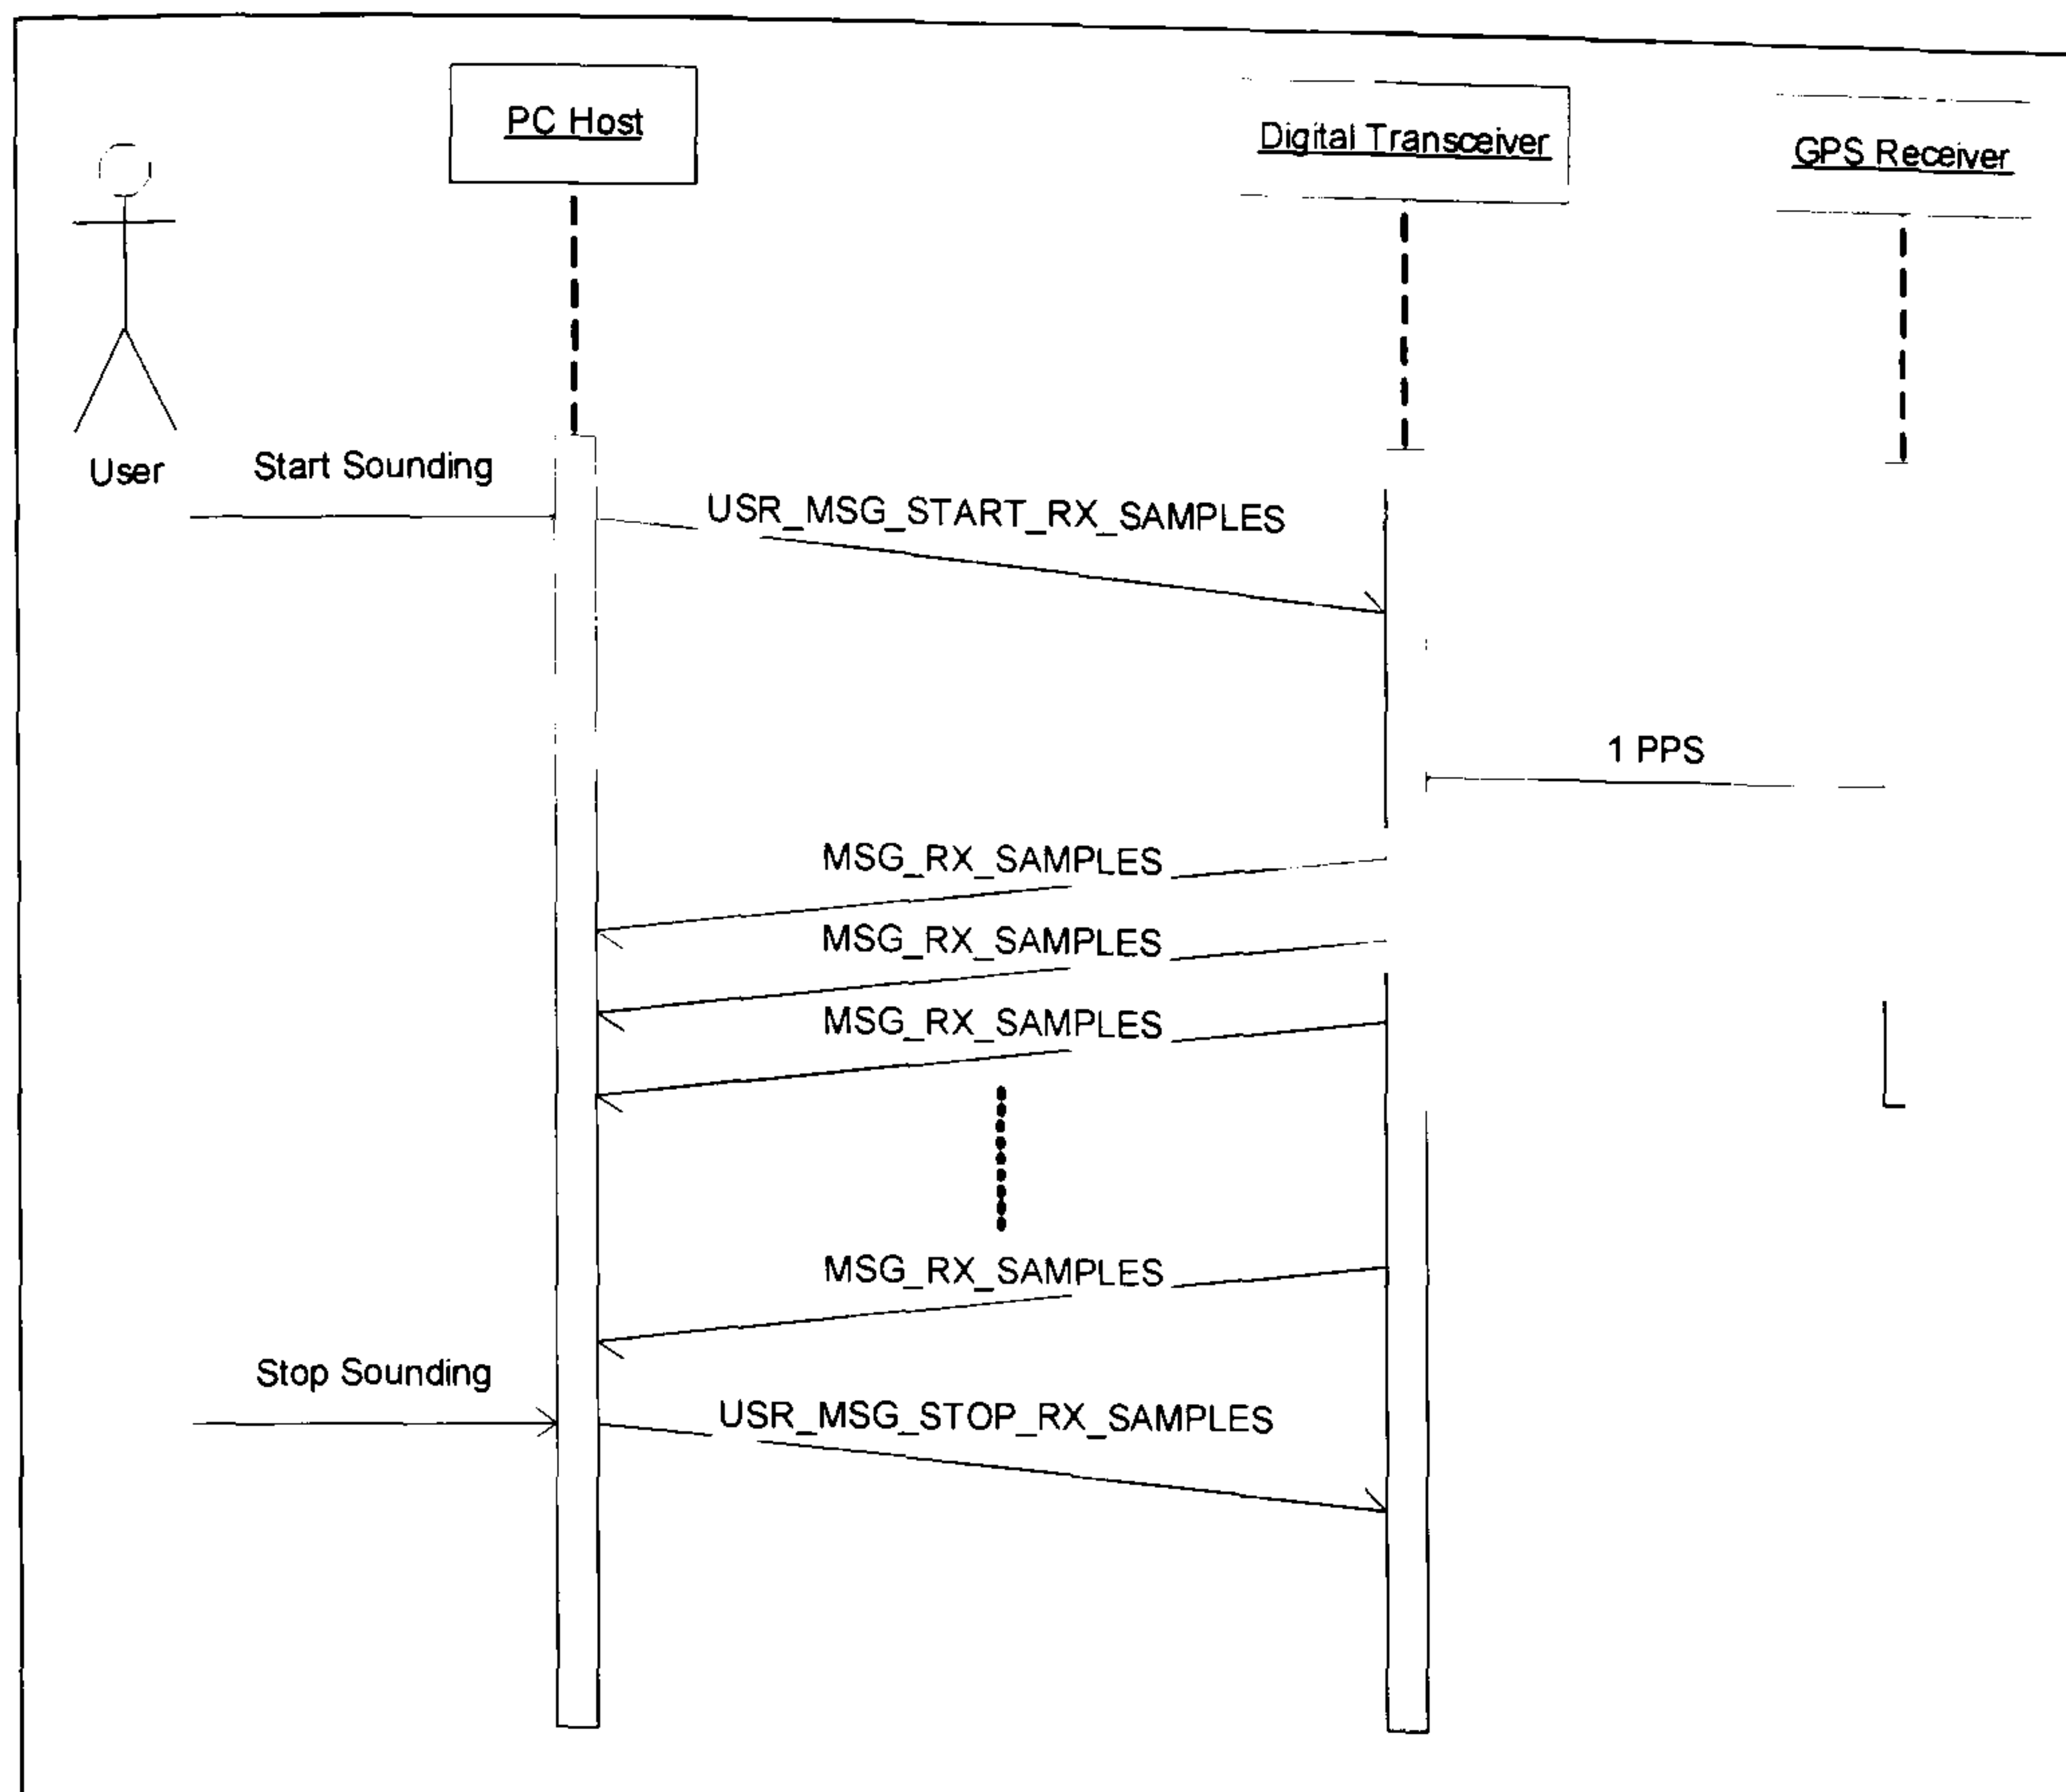 PC Host
Digital Transceiver
GPS Receiver
User
Start Sounding
USR_MSG_START_RX_SAMPLES
1 PPS
MSG_RX_SAMPLES
MSG_RX_SAMPLES
MSG_RX_SAMPLES
MSG_RX_SAMPLES
Stop Sounding
USR_MSG_STOP_RX_SAMPLES